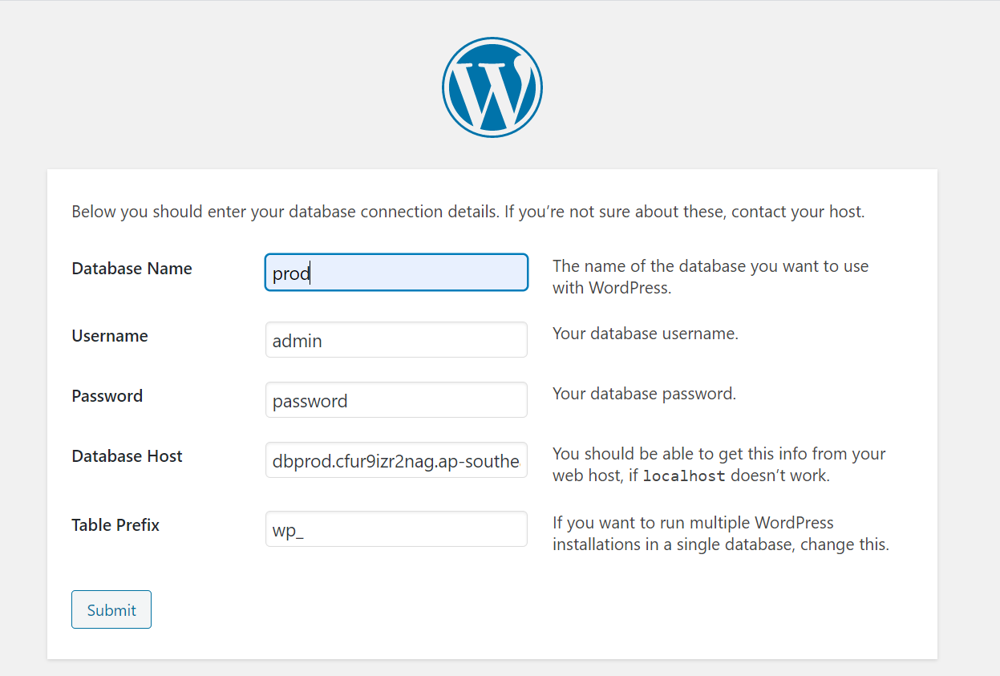 W
Below you should enter your database connection details. If you’re not sure about these, contact your host.
Database Name
prod
The name of the database you want to use
with WordPress.
Username
admin
Your database username.
Password
password
Your database password.
Database Host
dbprod.cfur9izr2nag.ap-southe
You should be able to get this info from your
web host, if localhost doesn’t work.
Table Prefix
wp_
If you want to run multiple WordPress
installations in a single database, change this.
Submit